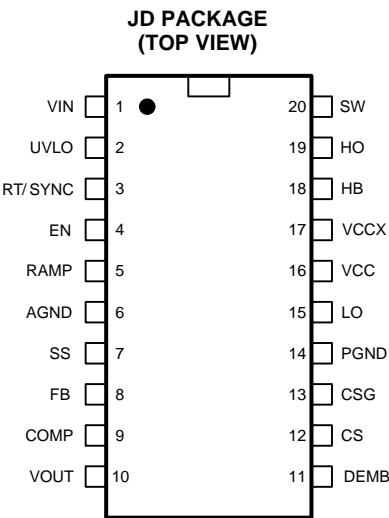 JD PACKAGE
(TOP VIEW)
VIN 1 20 SW
UVLO 2 19 HO
RT/SYNC 3 18 HB
EN 4 17 VCCX
RAMP 5 16 VCC
AGND 6 15 LO
SS 7 14 PGND
FB 8 13 CSG
COMP 9 12 CS
VOUT 10 11 DEMB